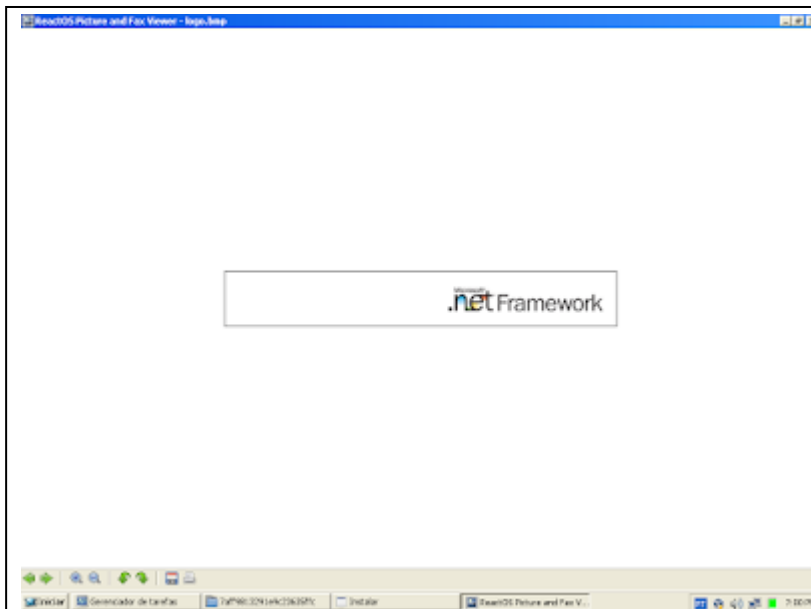 ReactOS Picture and Fax Viewer - logo.bmp
Microsoft
.net Framework
Iniciar
Gerenciador de tarefas
Instalar
ReactOS Picture and Fax V...
PT